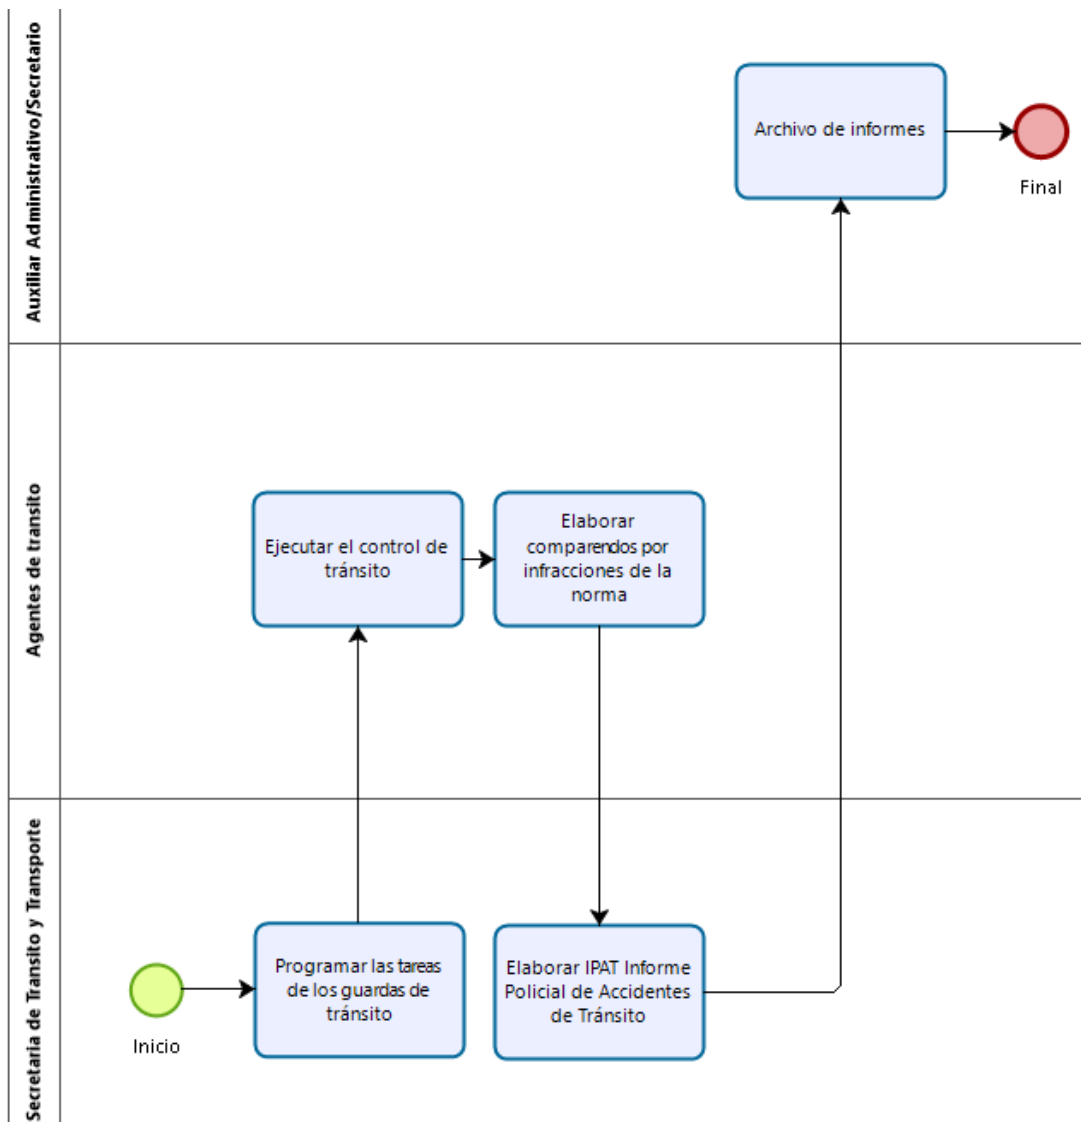 Auxiliar Administrativo/Secretario
Archivo de informes
Final
Agentes de transito
Ejecutar el control de
tránsito
Elaborar
comparendos por
infracciones de la
norma
Secretaria de Transito y Transporte
Inicio
Programar las tareas
de los guardas de
tránsito
Elaborar IPAT Informe
Policial de Accidentes
de Tránsito